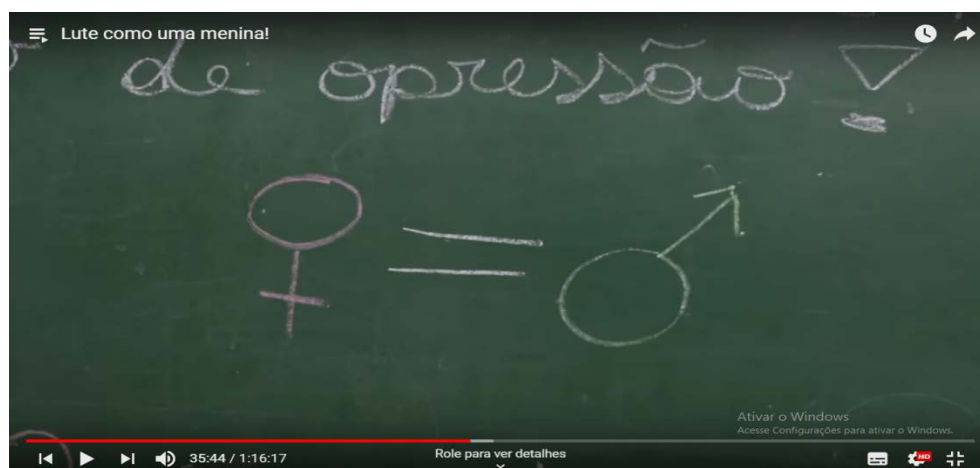 Lute como uma menina!
de opressão!
♀ = ♂
Ativar o Windows
Acesse Configurações para ativar o Windows.
35:44 / 1:16:17
Role para ver detalhes
HD